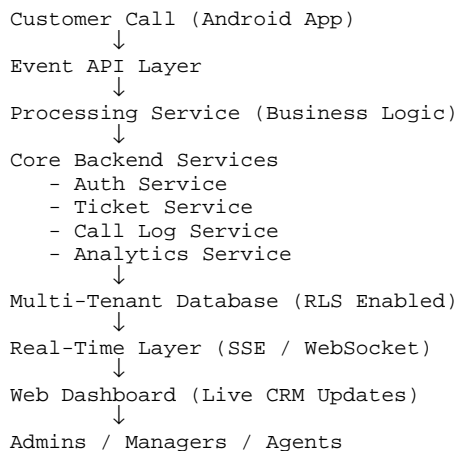 Customer Call (Android App)
↓
Event API Layer
↓
Processing Service (Business Logic)
↓
Core Backend Services
- Auth Service
- Ticket Service
- Call Log Service
- Analytics Service
↓
Multi-Tenant Database (RLS Enabled)
↓
Real-Time Layer (SSE / WebSocket)
↓
Web Dashboard (Live CRM Updates)
↓
Admins / Managers / Agents